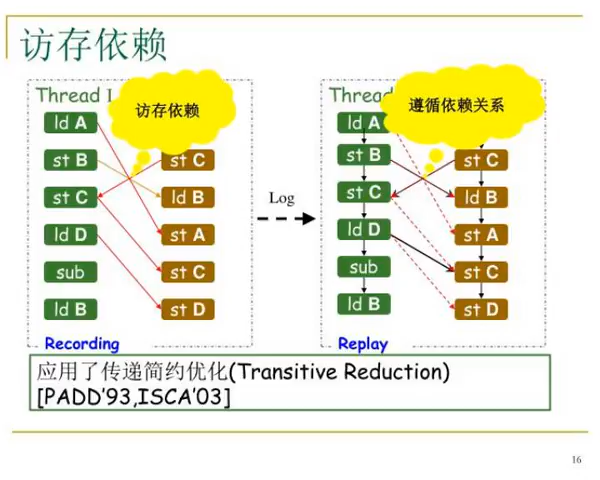 访存依赖
Thread I
访存依赖
ld A
st B
st C
st C
ld B
ld D
st A
sub
st C
ld B
st D
Recording
Log
Thread
遵循依赖关系
ld A
st B
st C
st C
ld B
ld D
st A
sub
st C
ld B
st D
Replay
应用了传递简约优化(Transitive Reduction)
[PADD'93,ISCA'03]
16